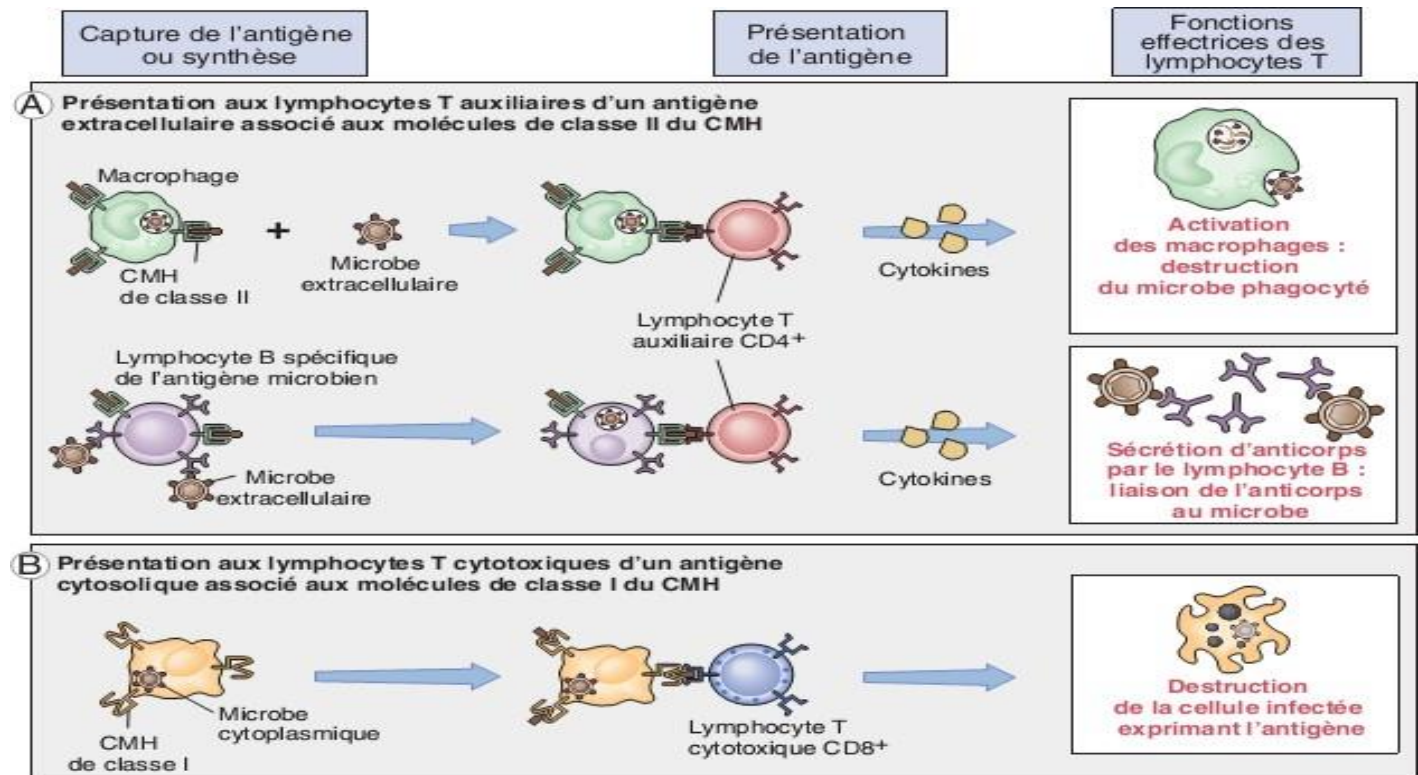 Capture de l'antigène
ou synthèse
Présentation
de l'antigène
Fonctions
effectrices des
lymphocytes T
A
Présentation aux lymphocytes T auxiliaires d'un antigène
extracellulaire associé aux molécules de classe II du CMH
Macrophage
+
CMH
de classe II
Microbe
extracellulaire
Lymphocyte T
auxiliaire CD4+
Cytokines
Activation
des macrophages :
destruction
du microbe phagocyté
Lymphocyte B spécifique
de l'antigène microbien
Microbe
extracellulaire
Cytokines
Sécrétion d'anticorps
par le lymphocyte B :
liaison de l'anticorps
au microbe
B
Présentation aux lymphocytes T cytotoxiques d'un antigène
cytosolique associé aux molécules de classe I du CMH
Microbe
cytoplasmique
CMH
de classe I
Lymphocyte T
cytotoxique CD8+
Destruction
de la cellule infectée
exprimant l'antigène